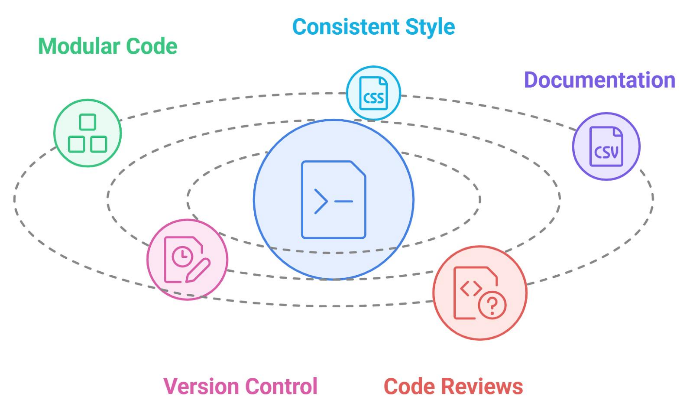 Consistent Style
Modular Code
Documentation
CSS
CSV
Version Control
Code Reviews
?